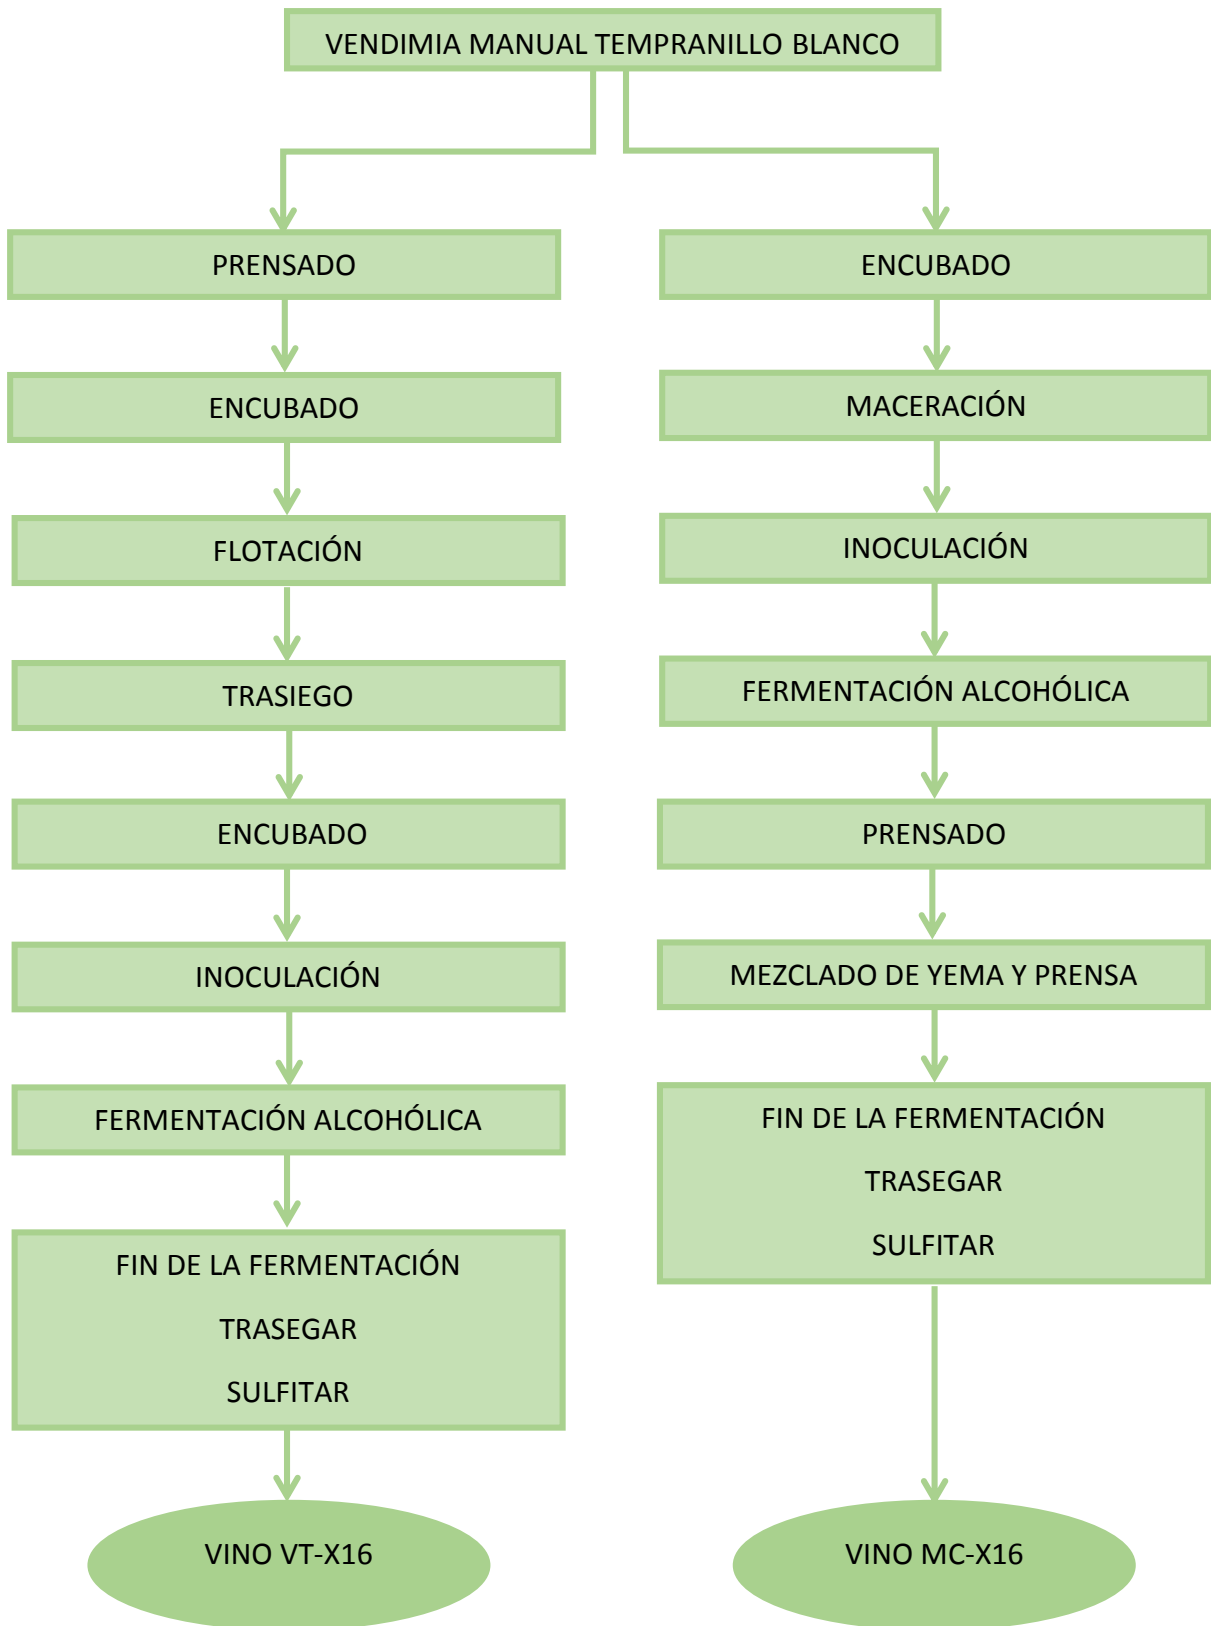 VENDIMIA MANUAL TEMPRANILLO BLANCO
PRENSADO
ENCUBADO
FLOTACIÓN
TRASIEGO
ENCUBADO
INOCULACIÓN
FERMENTACIÓN ALCOHÓLICA
FIN DE LA FERMENTACIÓN
TRASEGAR
SULFITAR
VINO VT-X16
ENCUBADO
MACERACIÓN
INOCULACIÓN
FERMENTACIÓN ALCOHÓLICA
PRENSADO
MEZCLADO DE YEMA Y PRENSA
FIN DE LA FERMENTACIÓN
TRASEGAR
SULFITAR
VINO MC-X16